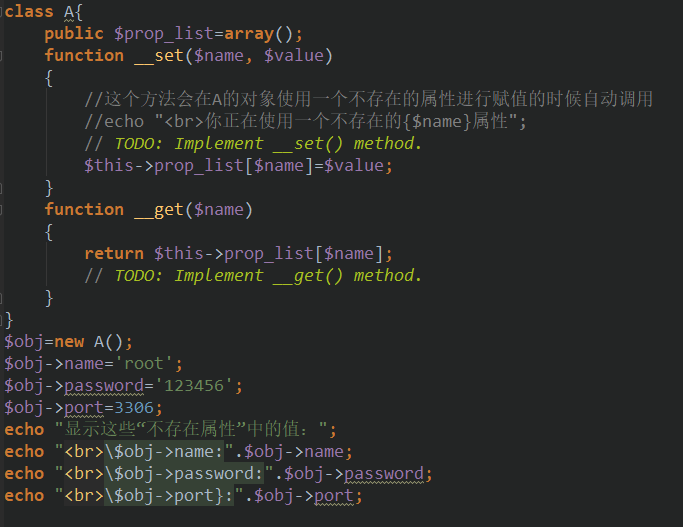 class A{
    public $prop_list=array();
    function __set($name, $value)
    {
        //这个方法会在A的对象使用一个不存在的属性进行赋值的时候自动调用
        //echo "<br>你正在使用一个不存在的{$name}属性";
        // TODO: Implement __set() method.
        $this->prop_list[$name]=$value;
    }
    function __get($name)
    {
        return $this->prop_list[$name];
        // TODO: Implement __get() method.
    }
}
$obj=new A();
$obj->name='root';
$obj->password='123456';
$obj->port=3306;
echo "显示这些“不存在属性”中的值：";
echo "<br>\$obj->name:".$obj->name;
echo "<br>\$obj->password:".$obj->password;
echo "<br>\$obj->port}:".$obj->port;